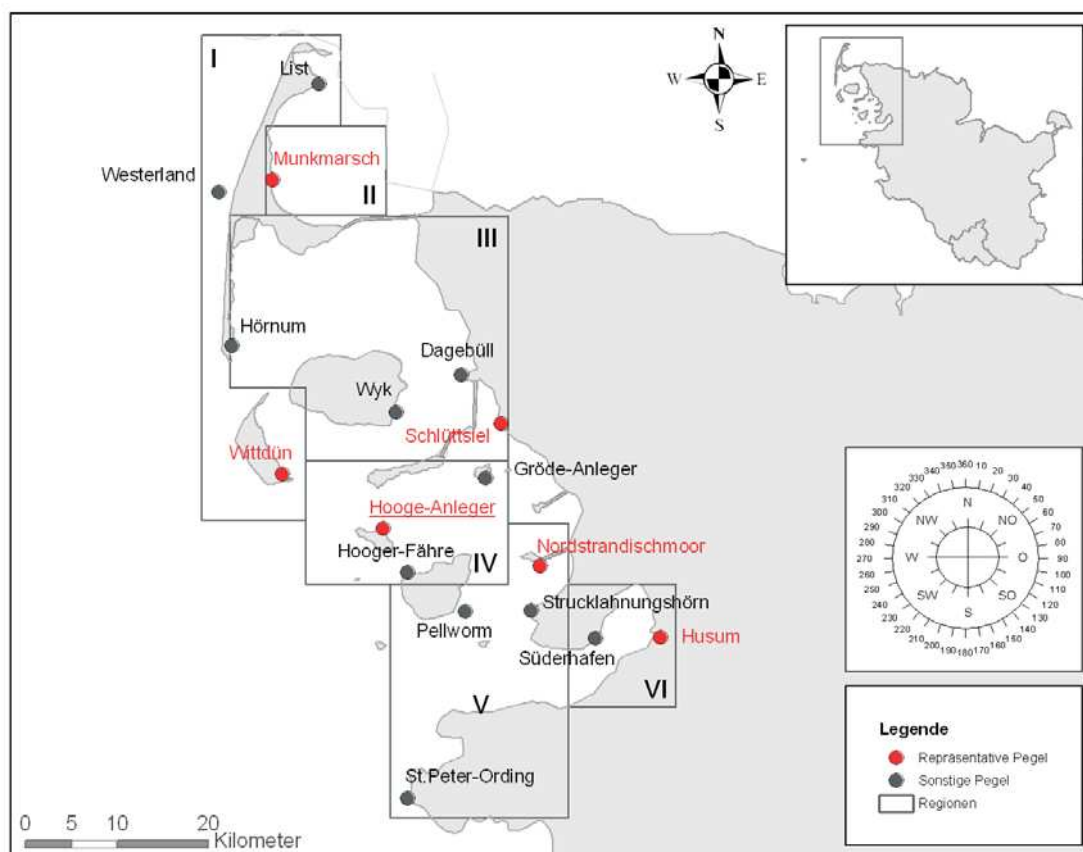 I
List
N
W
E
S
Westerland
Munkmarsch
II
III
Hörnum
Dagebüll
Wyk
Schlüttsiel
Wittdün
Gröde-Anleger
Hooge-Anleger
Hooger-Fähre
IV
Nordstrandischmoor
Strucklahnungshörn
Pellworm
Süderhafen
Husum
VI
V
St.Peter-Ording
0 5 10 20
Kilometer
340 350 360 10 20
330 30
320 40
310 50
300 60
290 70
280 80
270 90
260 100
250 110
240 120
230 130
220 140
210 150
200 190 180 170 160
N
NW NO
W O
SW SO
S
Legende
Repräsentative Pegel
Sonstige Pegel
Regionen